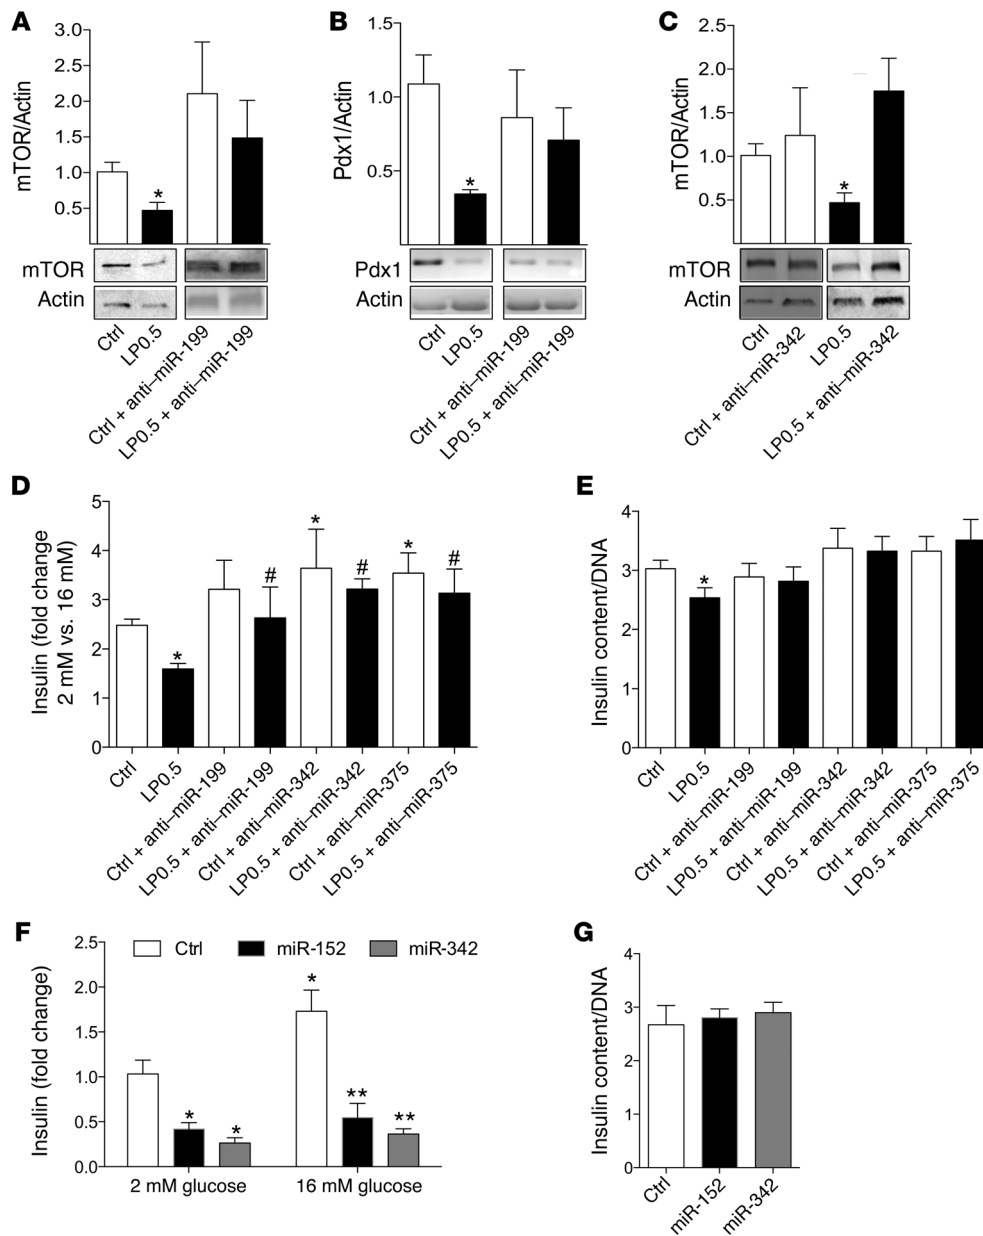 A
mTOR/Actin
3.0
2.5
2.0
1.5
1.0
0.5
mTOR
Actin
Ctrl
LP0.5
Ctrl + anti–miR-199
LP0.5 + anti–miR-199
*
B
Pdx1/Actin
1.5
1.0
0.5
*
Pdx1
Actin
Ctrl
LP0.5
Ctrl + anti–miR-199
LP0.5 + anti–miR-199
C
mTOR/Actin
2.5
2.0
1.5
1.0
0.5
*
mTOR
Actin
Ctrl
Ctrl + anti–miR-342
LP0.5
LP0.5 + anti–miR-342
D
Insulin (fold change
2 mM vs. 16 mM)
5
4
3
2
1
0
* # * # * #
Ctrl
LP0.5
Ctrl + anti–miR-199
LP0.5 + anti–miR-199
Ctrl + anti–miR-342
LP0.5 + anti–miR-342
Ctrl + anti–miR-375
LP0.5 + anti–miR-375
E
Insulin content/DNA
4
3
2
1
0
*
Ctrl
LP0.5
Ctrl + anti–miR-199
LP0.5 + anti–miR-199
Ctrl + anti–miR-342
LP0.5 + anti–miR-342
Ctrl + anti–miR-375
LP0.5 + anti–miR-375
F
Insulin (fold change)
2.5
2.0
1.5
1.0
0.5
0.0
Ctrl miR-152 miR-342
* * * ** **
2 mM glucose 16 mM glucose
G
Insulin content/DNA
4
3
2
1
0
Ctrl
miR-152
miR-342